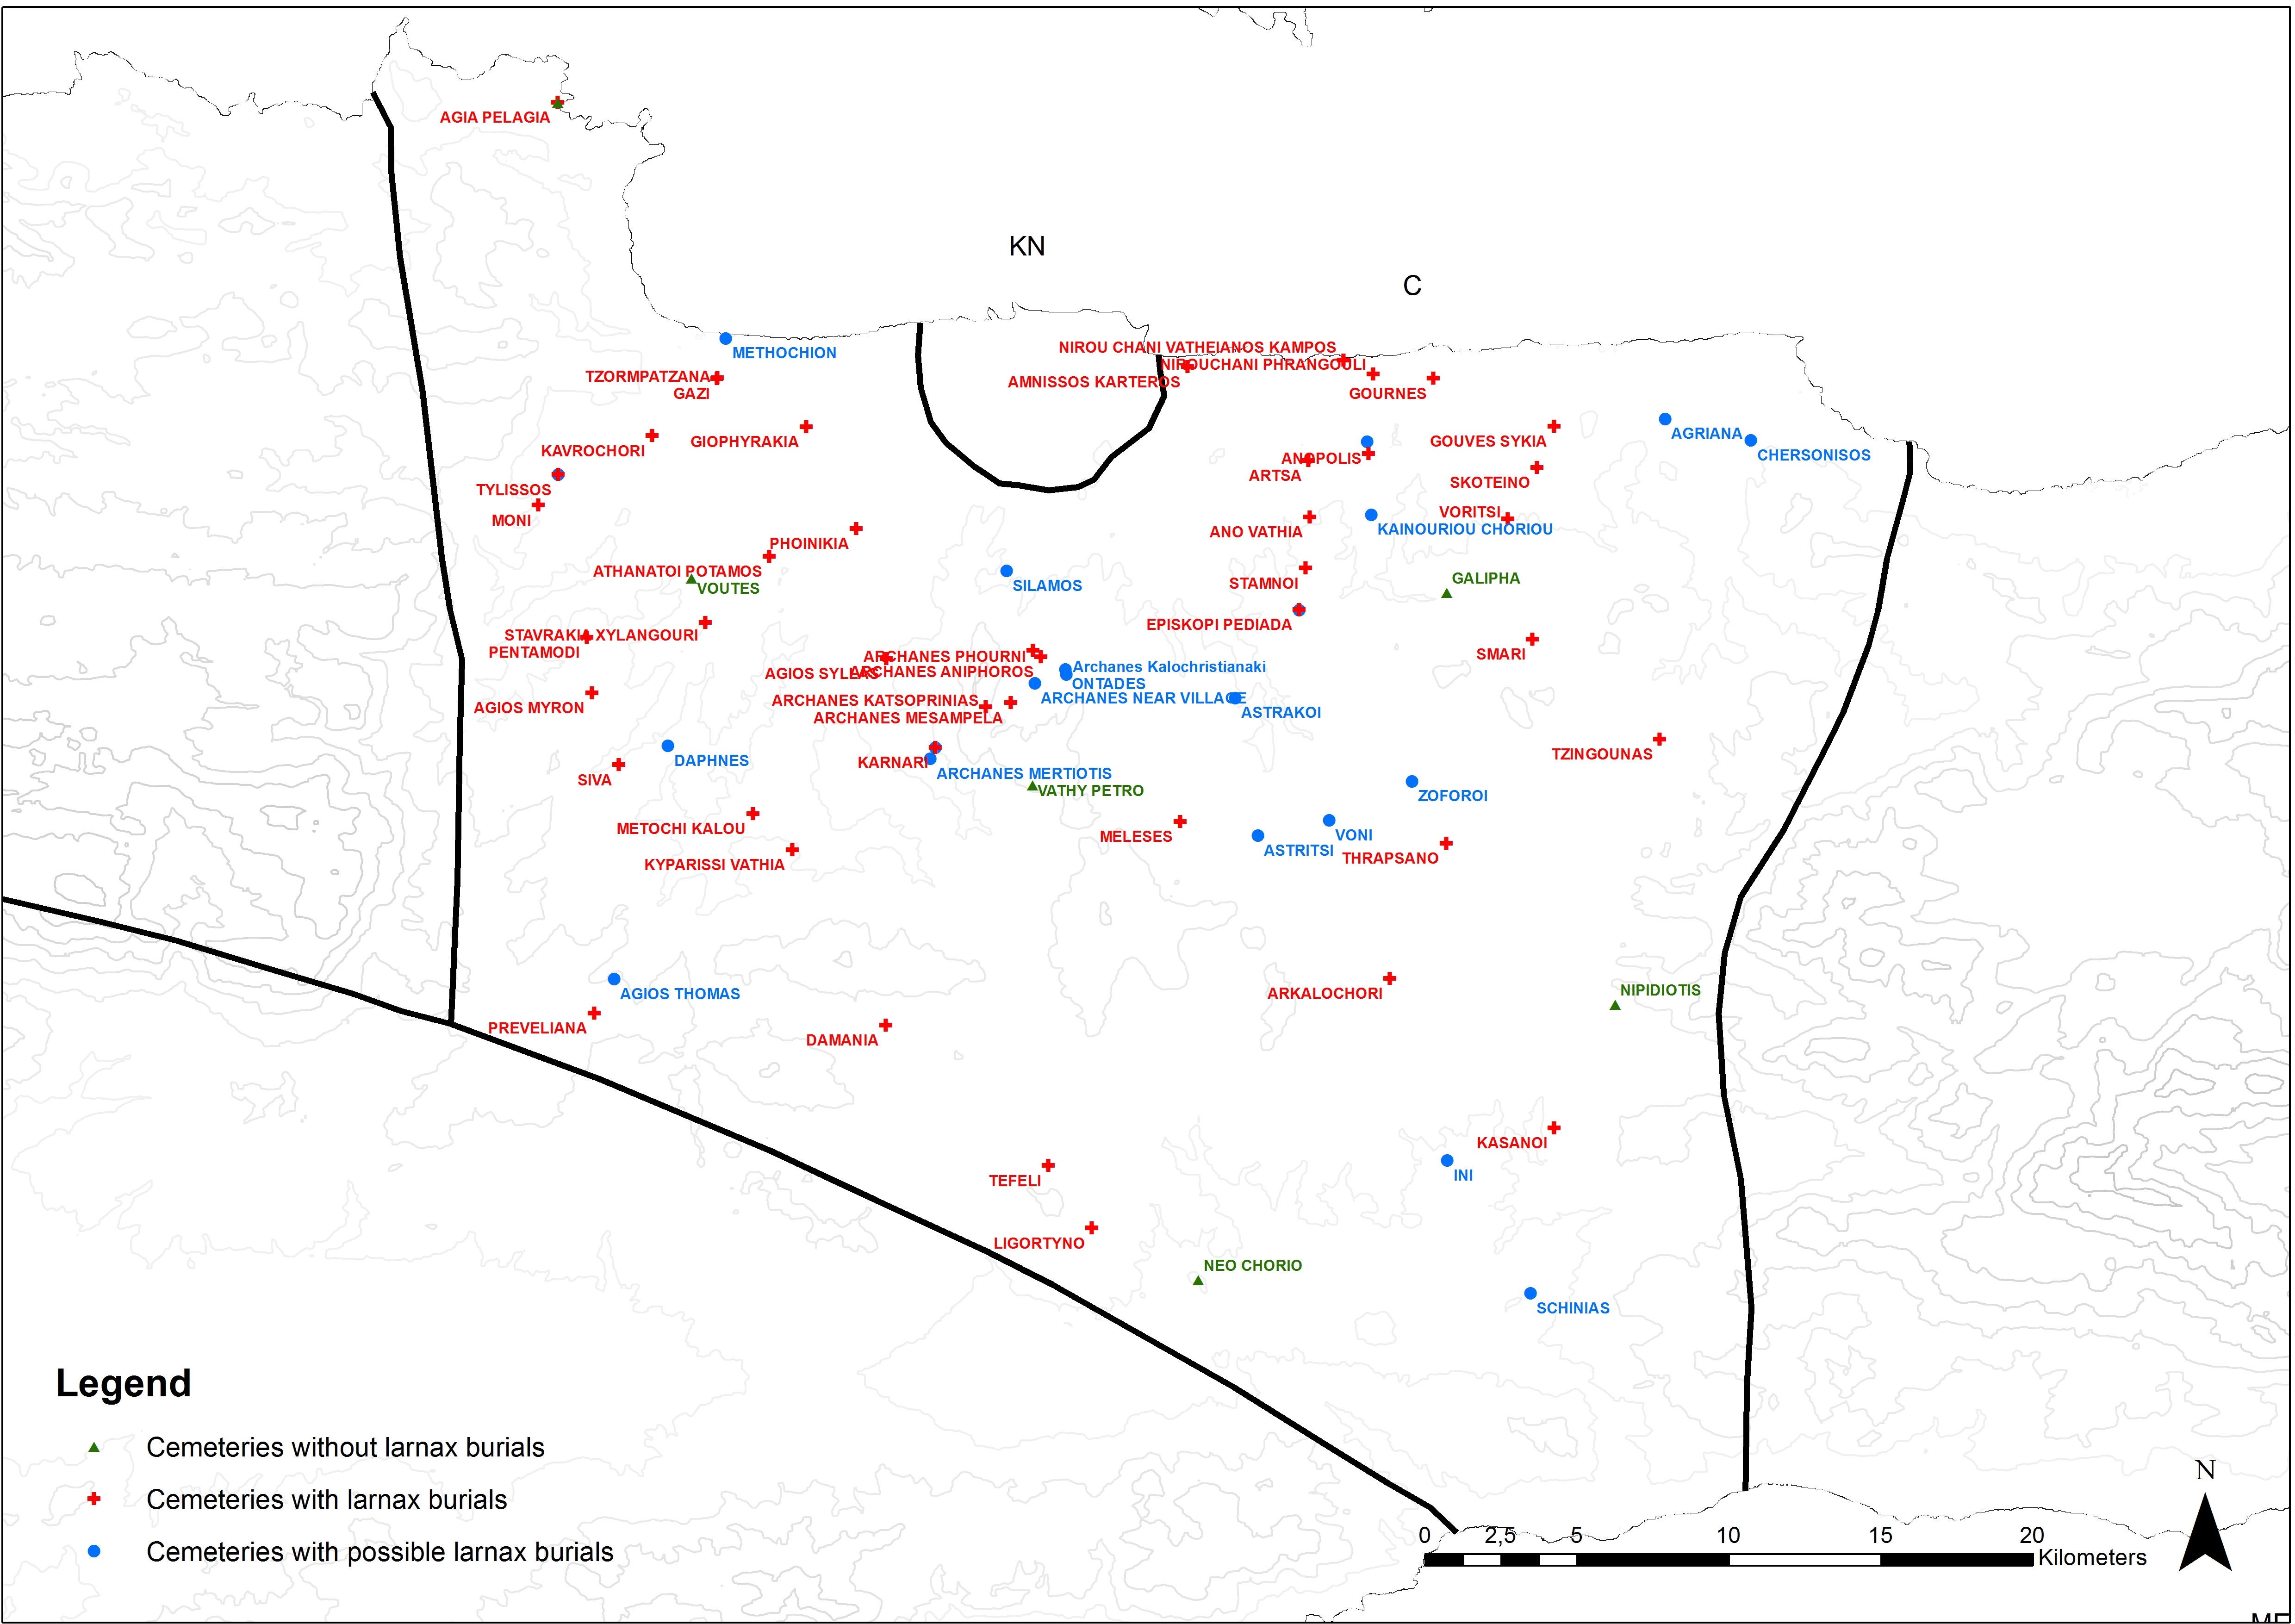 AGIA PELAGIA
KN
C
METHOCHION
NIROU CHANI VATHEIANOS KAMPOS
NIROUCHANI PHRANGOULI
AMNISSOS KARTEROS
TZORMPATZANA
GAZI
GOURNES
KAVROCHORI
GIOPHYRAKIA
GOUVES SYKIA
AGRIANA
CHERSONISOS
ANOPOLIS
ARTSA
SKOTEINO
TYLISSOS
MONI
VORITSI
KAINOURIOU CHORIOU
ANO VATHIA
PHOINIKIA
ATHANATOI POTAMOS
VOUTES
SILAMOS
STAMNOI
GALIPHA
EPISKOPI PEDIADA
STAVRAKIA XYLANGOURI
PENTAMODI
SMARI
ARCHANES PHOURNI
AGIOS SYLLAS
ARCHANES ANIPHOROS
Archanes Kalochristianaki
ONTADES
ARCHANES NEAR VILLAGE
ASTRAKOI
AGIOS MYRON
ARCHANES KATSOPRINIAS
ARCHANES MESAMPELA
DAPHNES
KARNARI
ARCHANES MERTIOTIS
VATHY PETRO
TZINGOUNAS
SIVA
ZOFOROI
METOCHI KALOU
MELESES
VONI
ASTRITSI
THRAPSANO
KYPARISSI VATHIA
AGIOS THOMAS
ARKALOCHORI
NIPIDIOTIS
PREVELIANA
DAMANIA
KASANOI
INI
TEFELI
LIGORTYNO
NEO CHORIO
SCHINIAS
Legend
Cemeteries without larnax burials
Cemeteries with larnax burials
Cemeteries with possible larnax burials
N
0 2,5 5 10 15 20
Kilometers